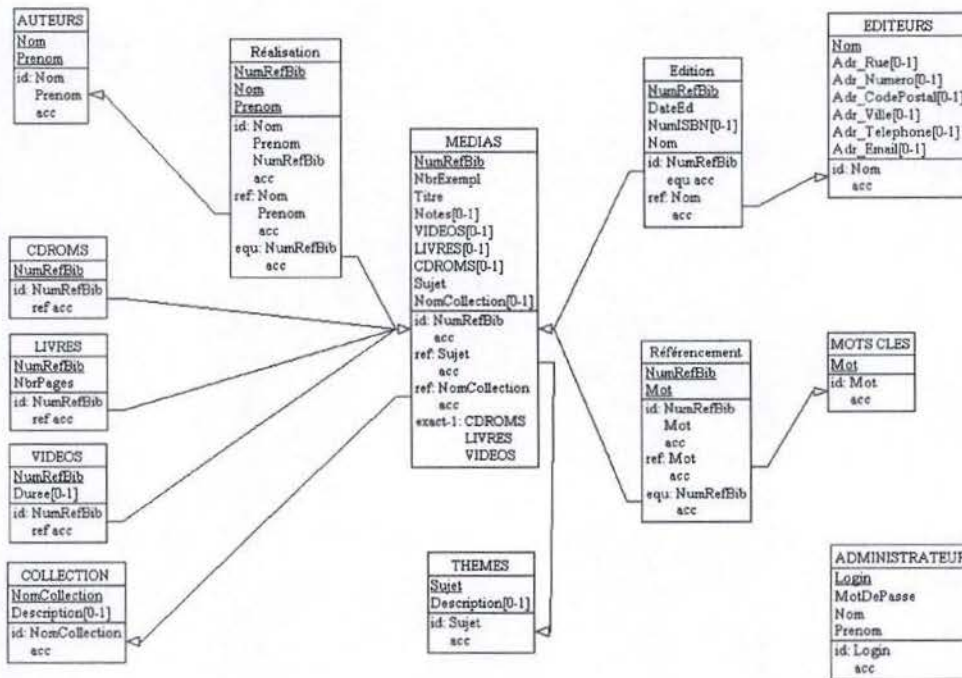 AUTEURS
Nom
Prenom
id: Nom
Prenom
acc
Réalisation
NumRefBib
Nom
Prenom
id: Nom
Prenom
NumRefBib
acc
ref: Nom
Prenom
acc
equ: NumRefBib
acc
CDROMS
NumRefBib
id: NumRefBib
ref acc
LIVRES
NumRefBib
NbrPages
id: NumRefBib
ref acc
VIDEOS
NumRefBib
Duree[0-1]
id: NumRefBib
ref acc
COLLECTION
NomCollection
Description[0-1]
id: NomCollection
acc
MEDIAS
NumRefBib
NbrExempl
Titre
Notes[0-1]
VIDEOS[0-1]
LIVRES[0-1]
CDROMS[0-1]
Sujet
NomCollection[0-1]
id: NumRefBib
acc
ref: Sujet
acc
ref: NomCollection
acc
exact-1: CDROMS
LIVRES
VIDEOS
THEMES
Sujet
Description[0-1]
id: Sujet
acc
Edition
NumRefBib
DateEd
NumISBN[0-1]
Nom
id: NumRefBib
equ acc
ref: Nom
acc
EDITEURS
Nom
Adr_Rue[0-1]
Adr_Numero[0-1]
Adr_CodePostal[0-1]
Adr_Ville[0-1]
Adr_Telephone[0-1]
Adr_Email[0-1]
id: Nom
acc
Référencement
NumRefBib
Mot
id: NumRefBib
Mot
acc
ref: Mot
acc
equ: NumRefBib
acc
MOTS CLES
Mot
id: Mot
acc
ADMINISTRATEUR
Login
MotDePasse
Nom
Prenom
id: Login
acc